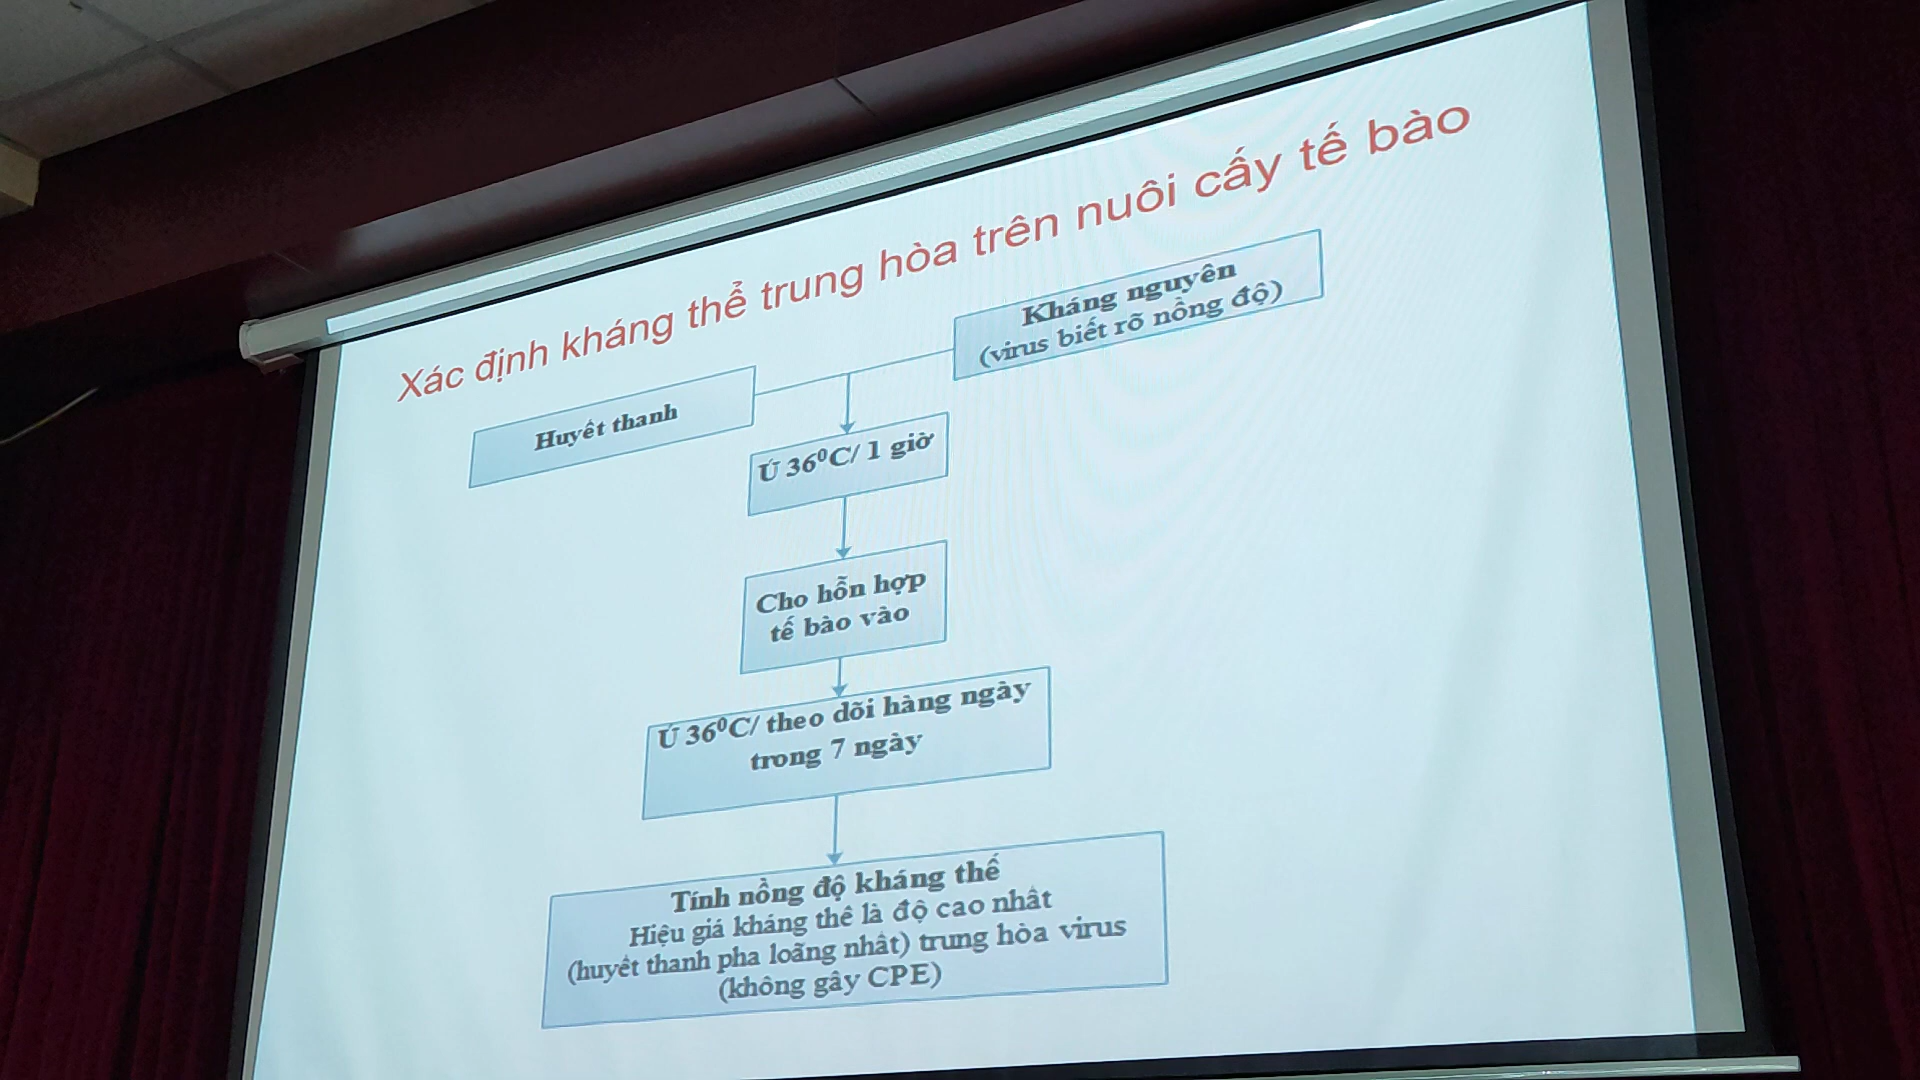 Xác định kháng thể trung hòa trên nuôi cấy tế bào
Kháng nguyên
(virus biết rõ nồng độ)
Huyết thanh
Ủ 36⁰C/ 1 giờ
Cho hỗn hợp
tế bào vào
Ủ 36⁰C/ theo dõi hàng ngày
trong 7 ngày
Tính nồng độ kháng thể
Hiệu giá kháng thể là độ cao nhất
(huyết thanh pha loãng nhất) trung hòa virus
(không gây CPE)